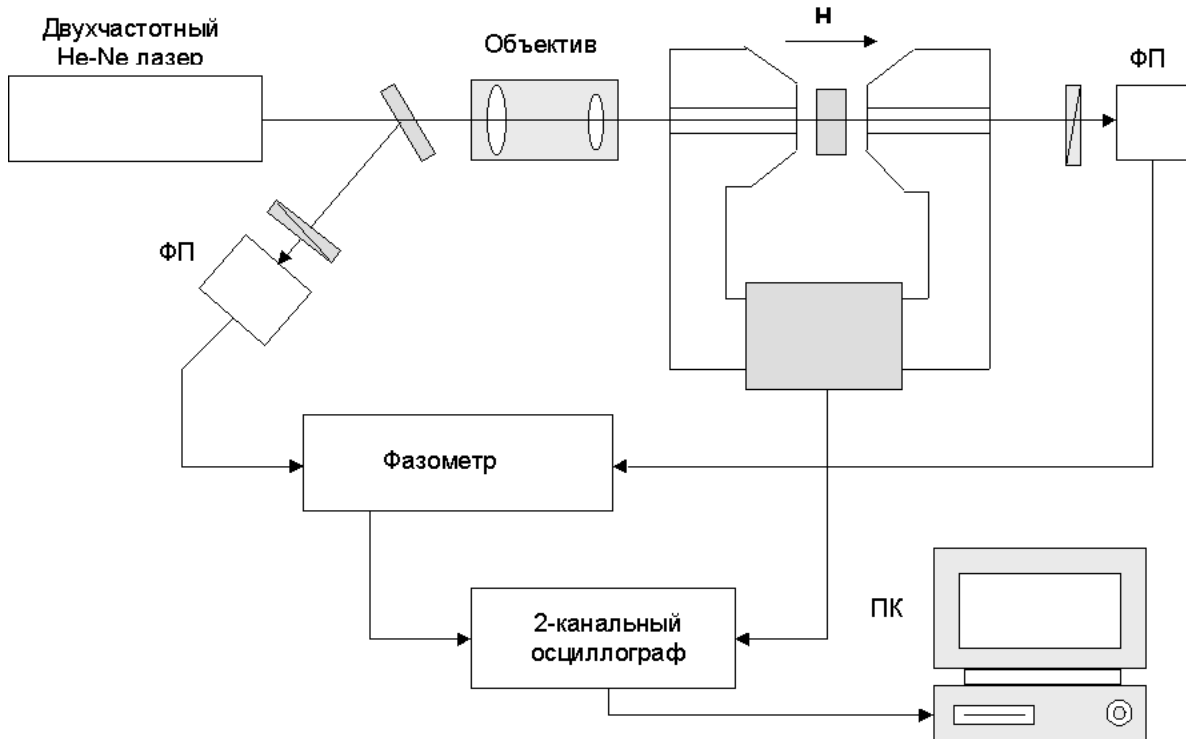 Двухчастотный
He-Ne лазер
Объектив
H
ФП
ФП
Фазометр
2-канальный
осциллограф
ПК